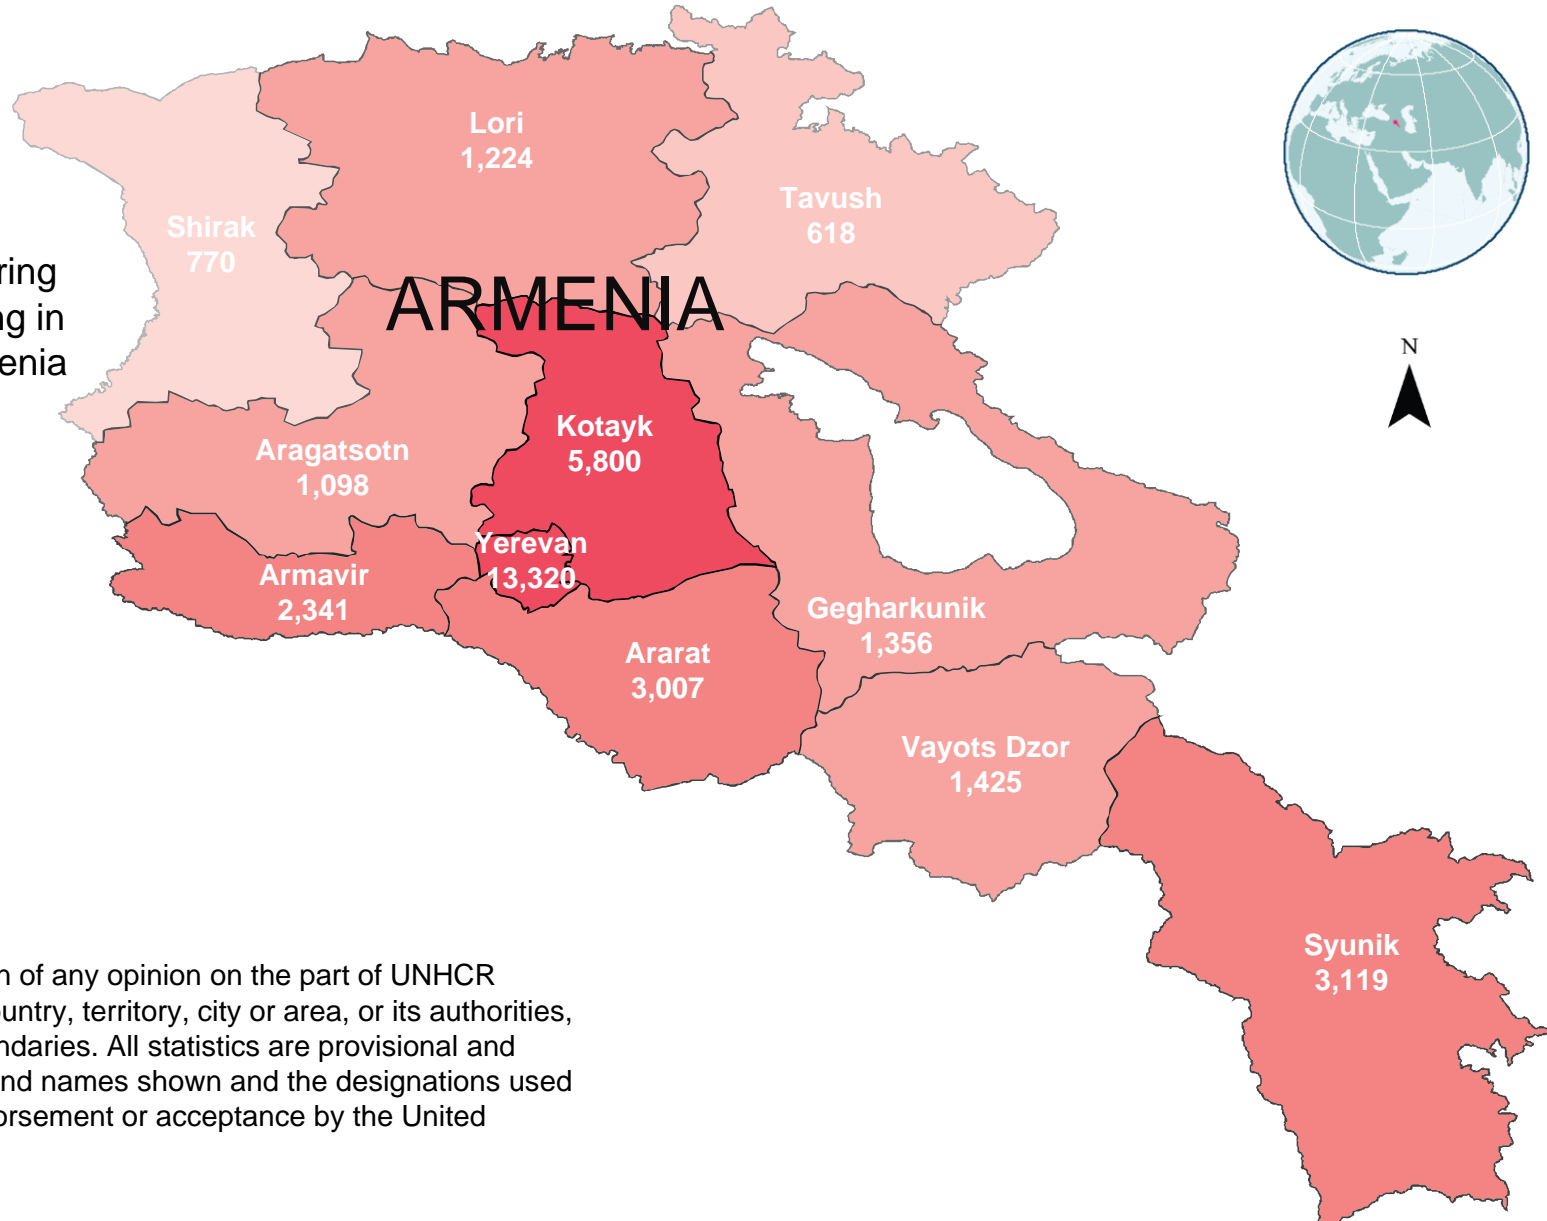 Lori
1,224
Tavush
618
Shirak
770
ring
ng in
enia
ARMENIA
N
Kotayk
5,800
Aragatsotn
1,098
Yerevan
13,320
Armavir
2,341
Gegharkunik
1,356
Ararat
3,007
Vayots Dzor
1,425
Syunik
3,119
n of any opinion on the part of UNHCR
ountry, territory, city or area, or its authorities,
ndaries. All statistics are provisional and
nd names shown and the designations used
orsement or acceptance by the United